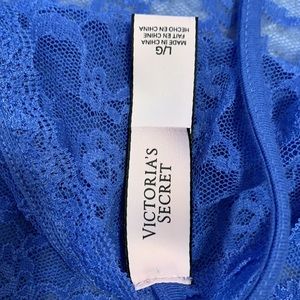 L/G
MADE IN CHINA
FAIT EN CHINE
HECHO EN CHINA
VICTORIA'S
SECRET